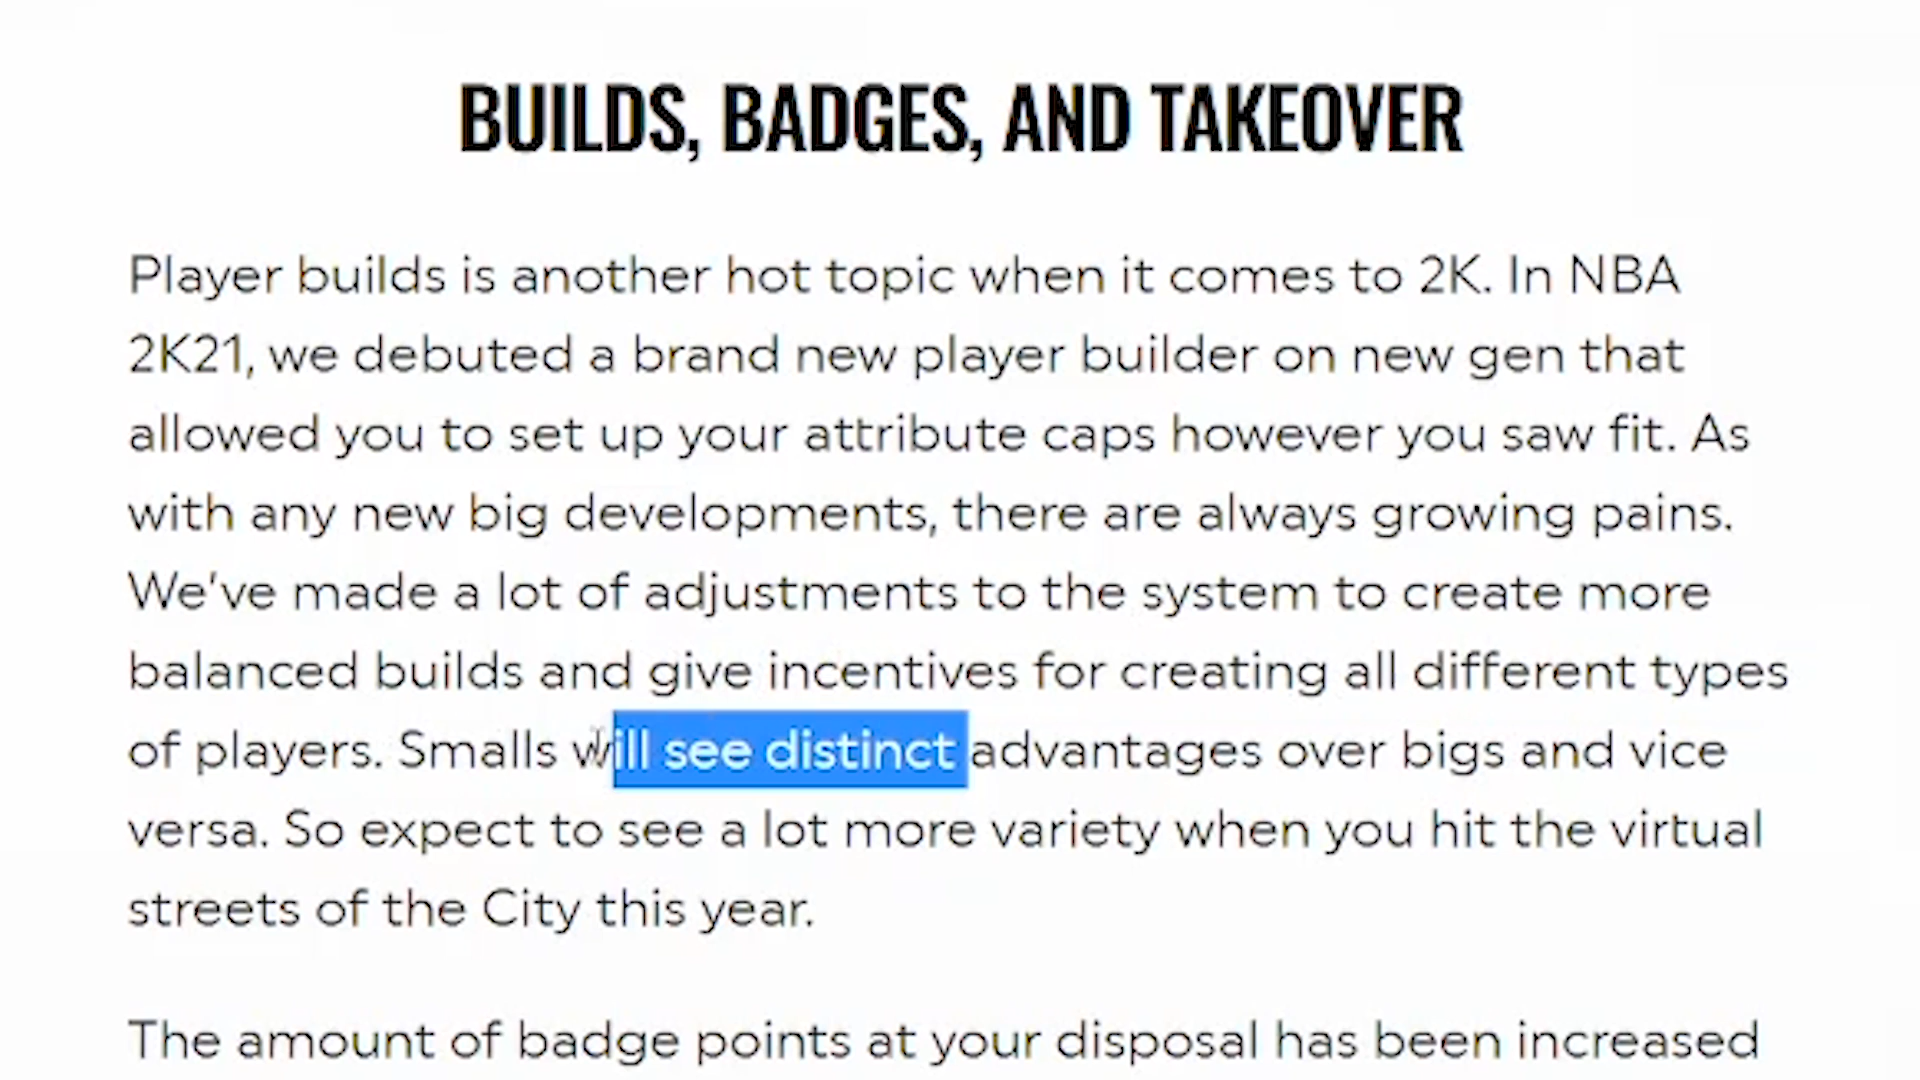 BUILDS, BADGES, AND TAKEOVER
Player builds is another hot topic when it comes to 2K. In NBA
2K21, we debuted a brand new player builder on new gen that
allowed you to set up your attribute caps however you saw fit. As
with any new big developments, there are always growing pains.
We've made a lot of adjustments to the system to create more
balanced builds and give incentives for creating all different types
of players. Smalls will see distinct advantages over bigs and vice
versa. So expect to see a lot more variety when you hit the virtual
streets of the City this year.
The amount of badge points at your disposal has been increased